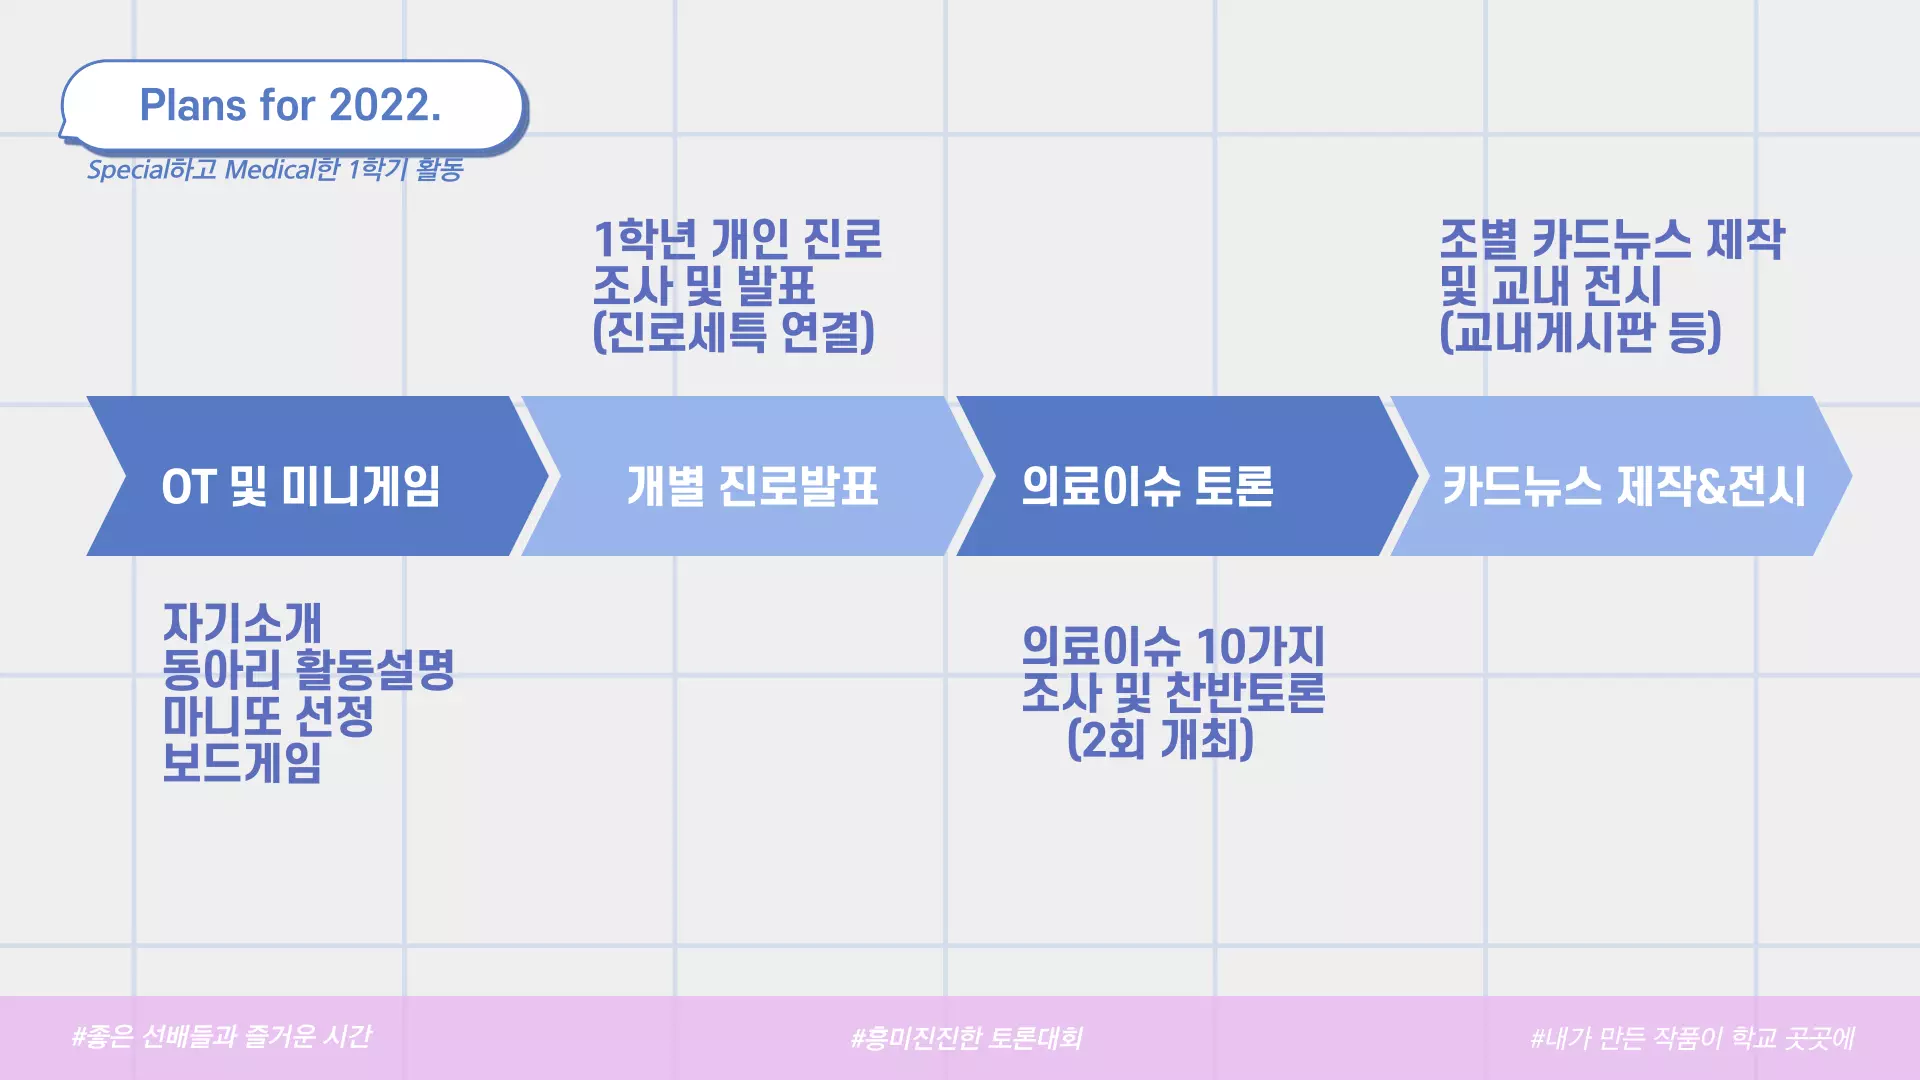 Plans for 2022.
Special하고 Medical한 1학기 활동
1학년 개인 진로
조사 및 발표
(진로세특 연결)
조별 카드뉴스 제작
및 교내 전시
(교내게시판 등)
OT 및 미니게임
개별 진로발표
의료이슈 토론
카드뉴스 제작&전시
자기소개
동아리 활동설명
마니또 선정
보드게임
의료이슈 10가지
조사 및 찬반토론
(2회 개최)
#좋은 선배들과 즐거운 시간
#흥미진진한 토론대회
#내가 만든 작품이 학교 곳곳에